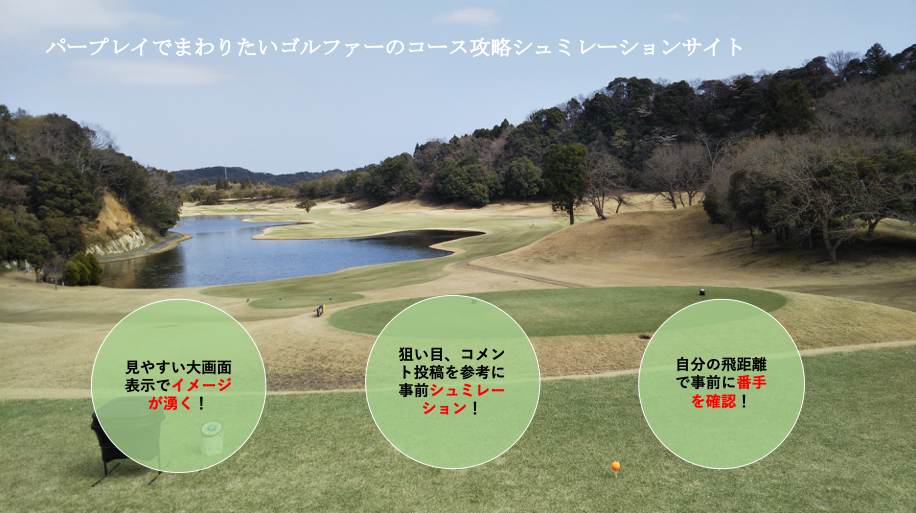 パープレイでまわりたいゴルファーのコース攻略シュミレーションサイト
見やすい大画面
表示でイメージ
が湧く！
狙い目、コメン
ト投稿を参考に
事前シュミレー
ション！
自分の飛距離
で事前に番手
を確認！